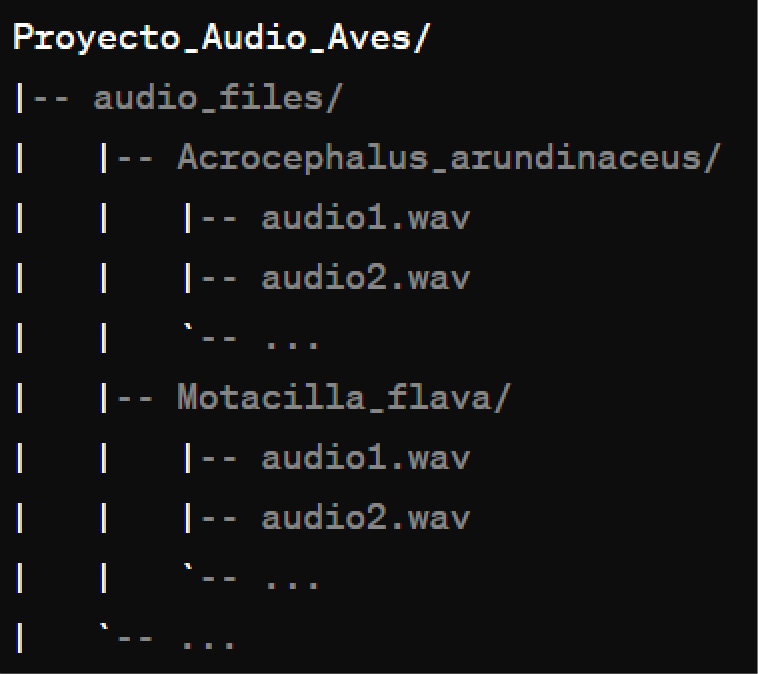 Proyecto_Audio_Aves/
|-- audio_files/
|   |-- Acrocephalus_arundinaceus/
|   |   |-- audio1.wav
|   |   |-- audio2.wav
|   |   `-- ...
|   |-- Motacilla_flava/
|   |   |-- audio1.wav
|   |   |-- audio2.wav
|   |   `-- ...
|   `-- ...